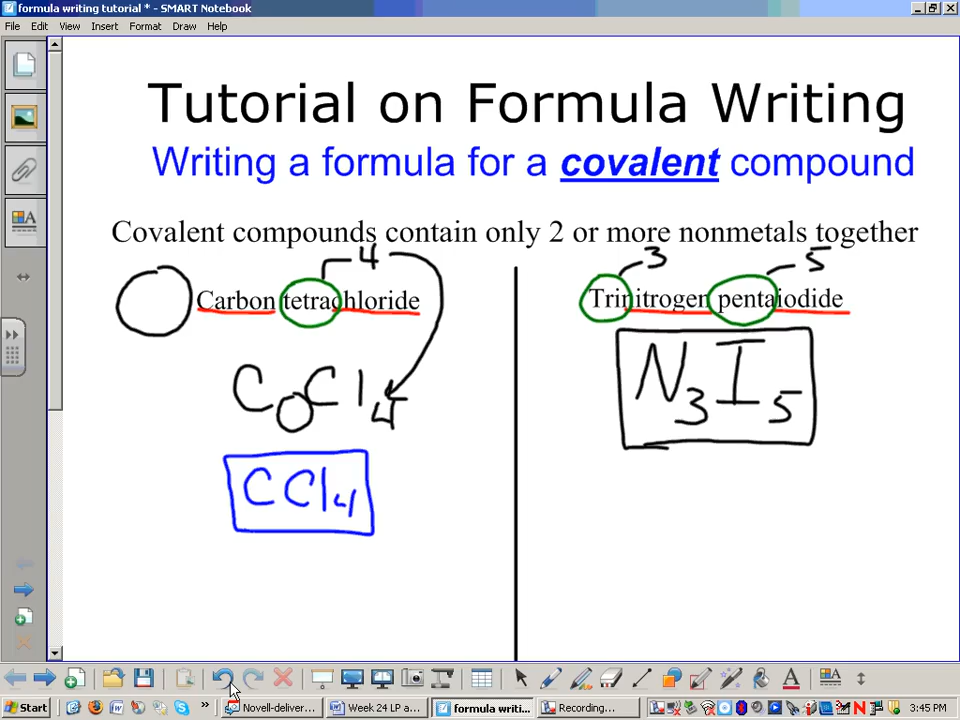 formula writing tutorial * - SMART Notebook
File Edit View Insert Format Draw Help
Tutorial on Formula Writing
Writing a formula for a covalent compound
Covalent compounds contain only 2 or more nonmetals together
4 3 5
Carbon tetrachloride Trinitrogen pentaiodide
C Cl4 N3I5
CCl4
Start » Novell-deliver... Week 24 LP a... formula writi... Recording... 3:45 PM